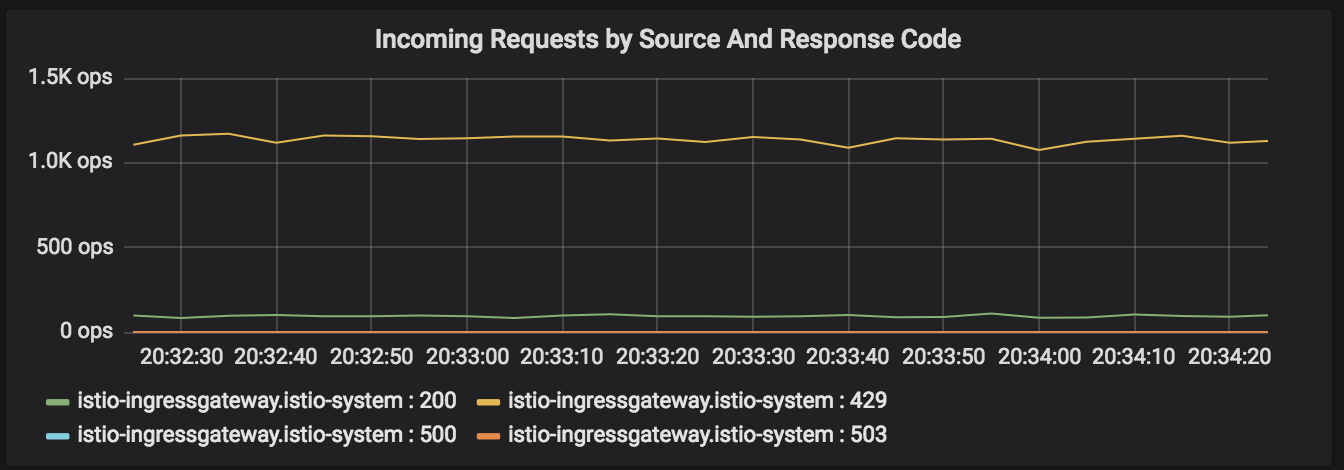 Incoming Requests by Source And Response Code
1.5K ops
1.0K ops
500 ops
0 ops
20:32:30 20:32:40 20:32:50 20:33:00 20:33:10 20:33:20 20:33:30 20:33:40 20:33:50 20:34:00 20:34:10 20:34:20
istio-ingressgateway.istio-system : 200 istio-ingressgateway.istio-system : 429
istio-ingressgateway.istio-system : 500 istio-ingressgateway.istio-system : 503